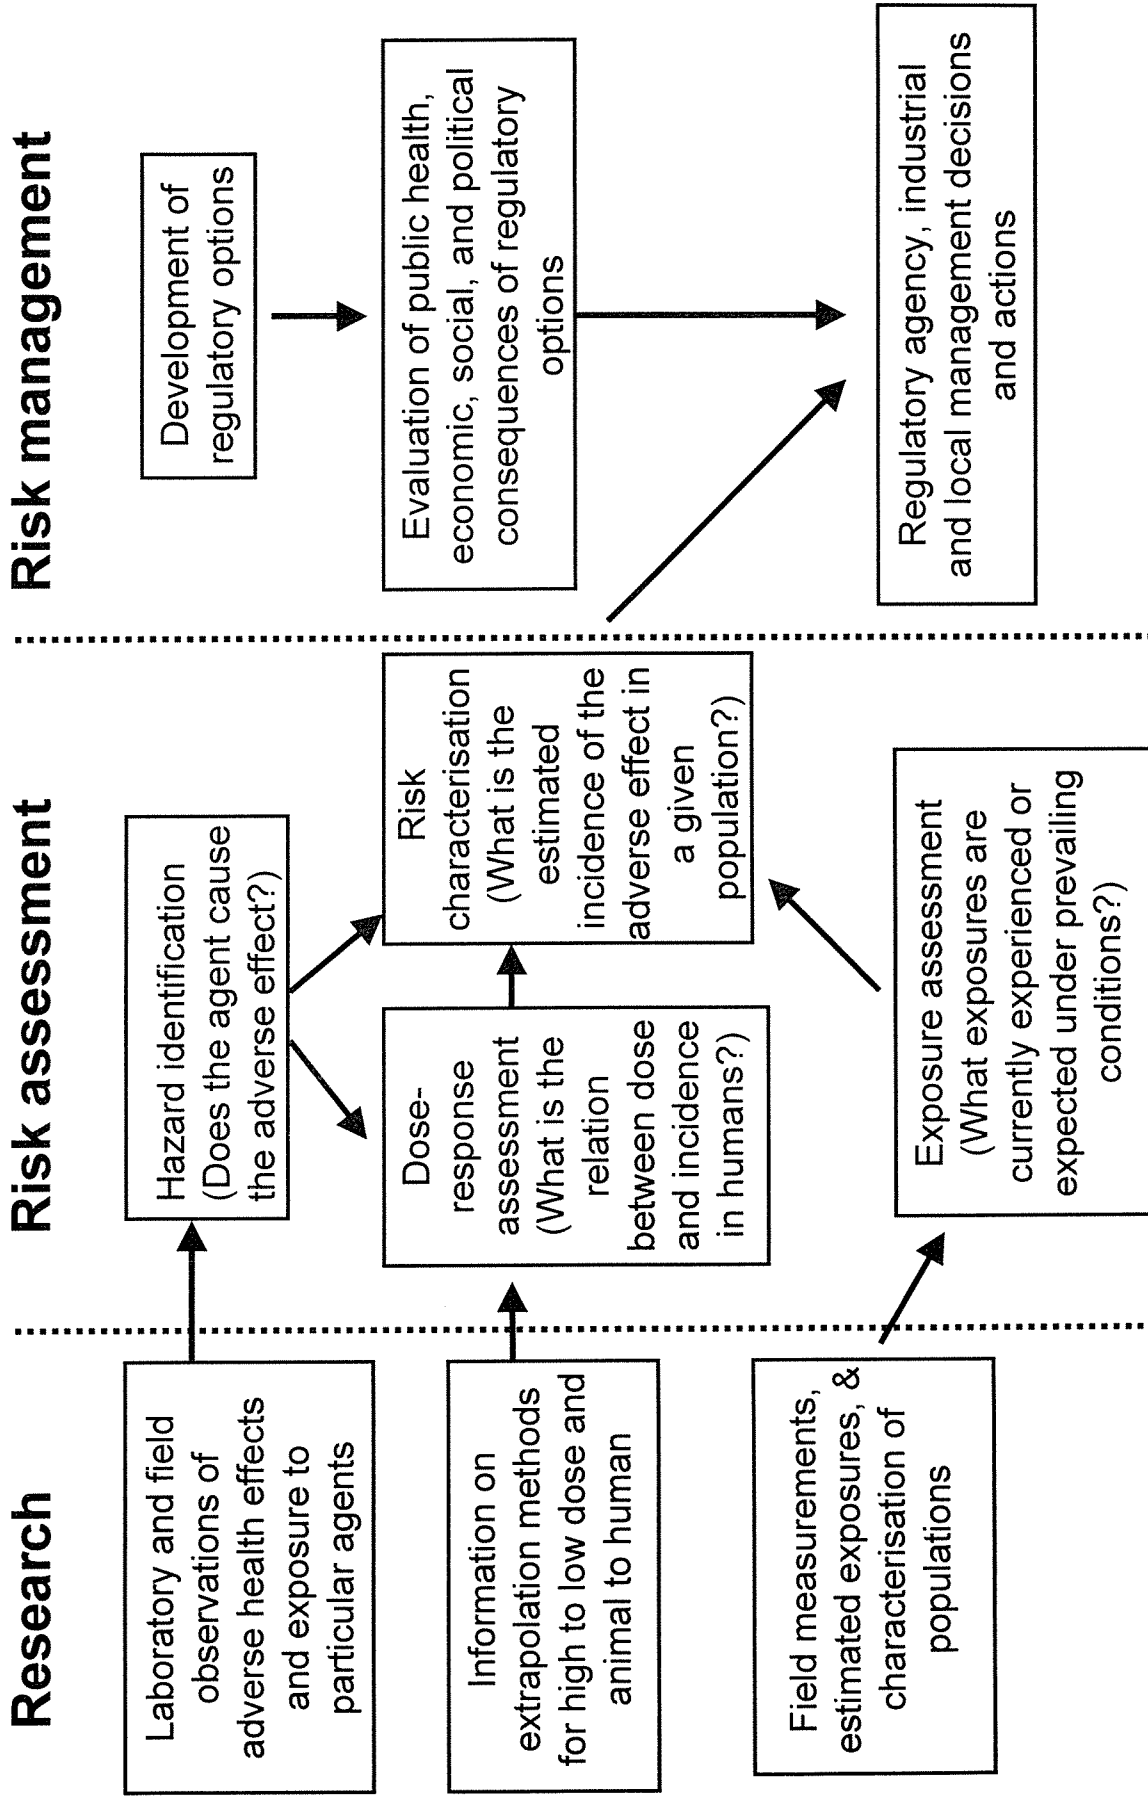 Research
Laboratory and field
observations of
adverse health effects
and exposure to
particular agents
Information on
extrapolation methods
for high to low dose and
animal to human
Field measurements,
estimated exposures, &
characterisation of
populations
Risk assessment
Hazard identification
(Does the agent cause
the adverse effect?)
Dose-
response
assessment
(What is the
relation
between dose
and incidence
in humans?)
Risk
characterisation
(What is the
estimated
incidence of the
adverse effect in
a given
population?)
Exposure assessment
(What exposures are
currently experienced or
expected under prevailing
conditions?)
Risk management
Development of
regulatory options
Evaluation of public health,
economic, social, and political
consequences of regulatory
options
Regulatory agency, industrial
and local management decisions
and actions